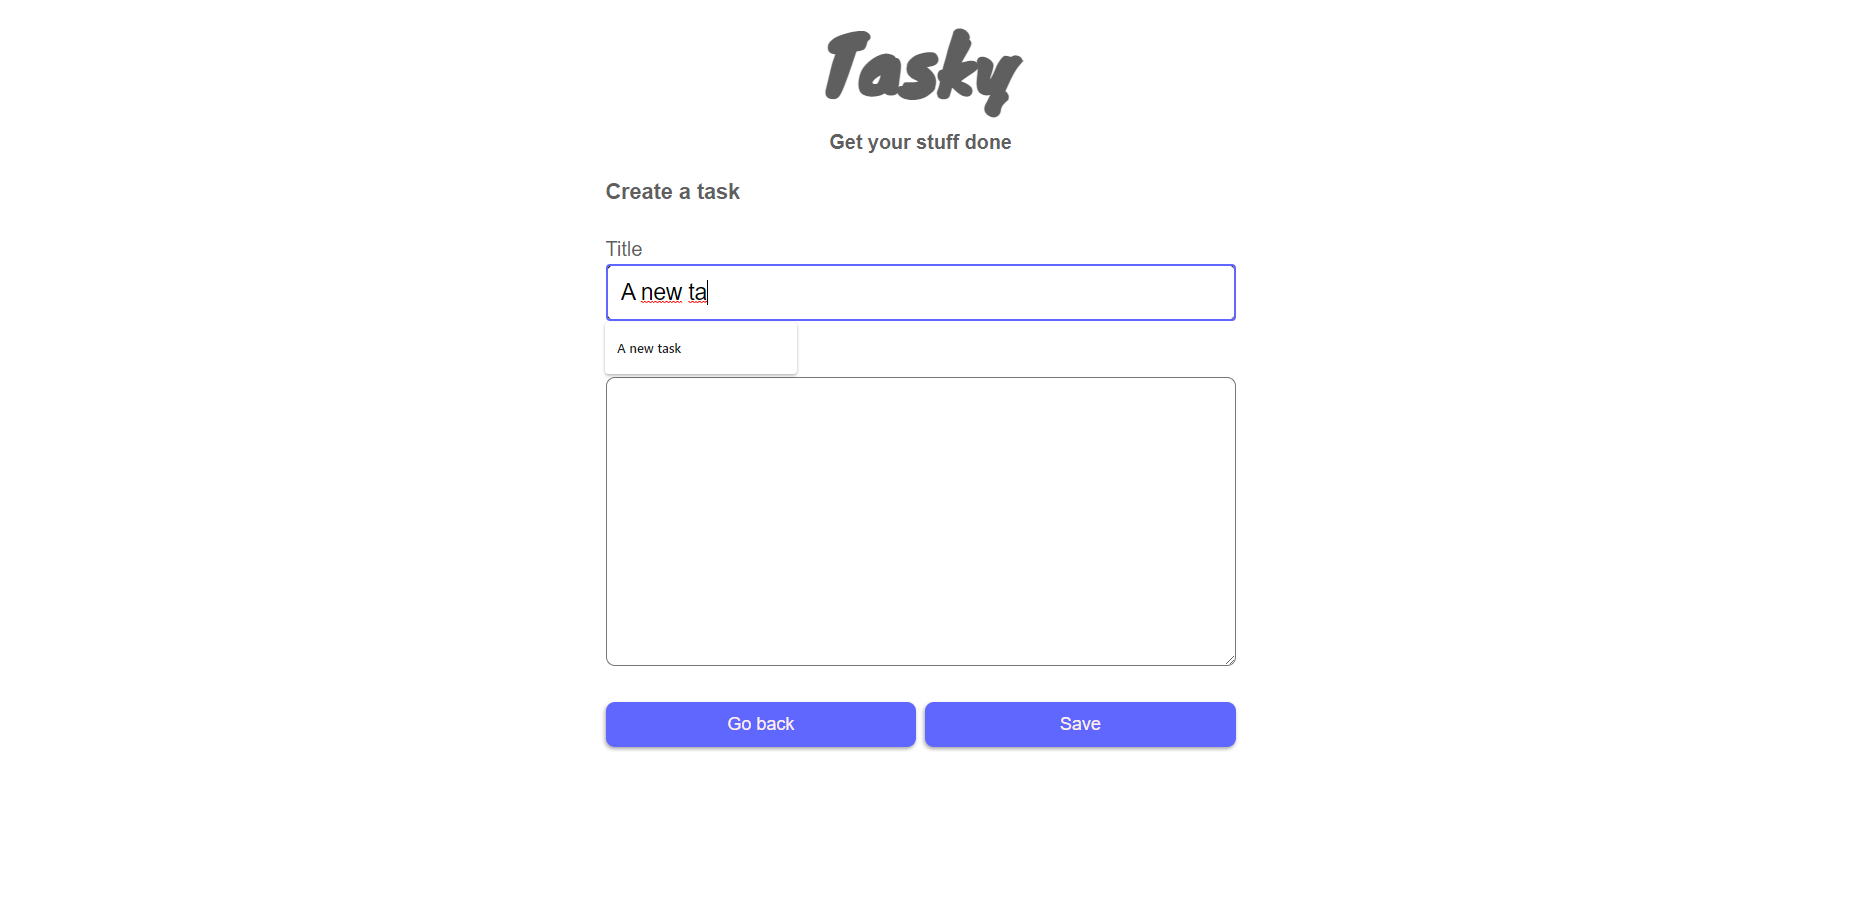 Tasky
Get your stuff done
Create a task
Title
A new ta
A new task
Go back
Save